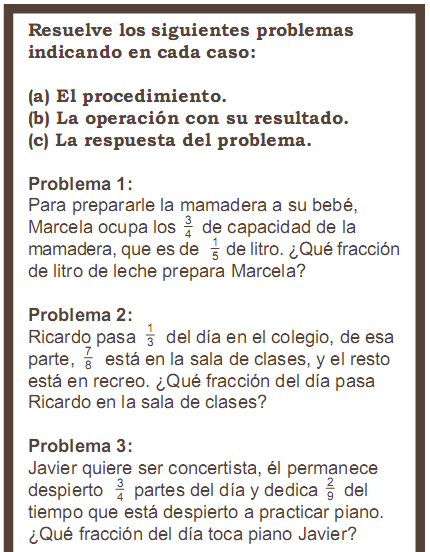 Resuelve los siguientes problemas
indicando en cada caso:
(a) El procedimiento.
(b) La operación con su resultado.
(c) La respuesta del problema.
Problema 1:
Para prepararle la mamadera a su bebé,
Marcela ocupa los 3/4 de capacidad de la
mamadera, que es de 1/5 de litro. ¿Qué fracción
de litro de leche prepara Marcela?
Problema 2:
Ricardo pasa 1/3 del día en el colegio, de esa
parte, 7/8 está en la sala de clases, y el resto
está en recreo. ¿Qué fracción del día pasa
Ricardo en la sala de clases?
Problema 3:
Javier quiere ser concertista, él permanece
despierto 3/4 partes del día y dedica 2/9 del
tiempo que está despierto a practicar piano.
¿Qué fracción del día toca piano Javier?